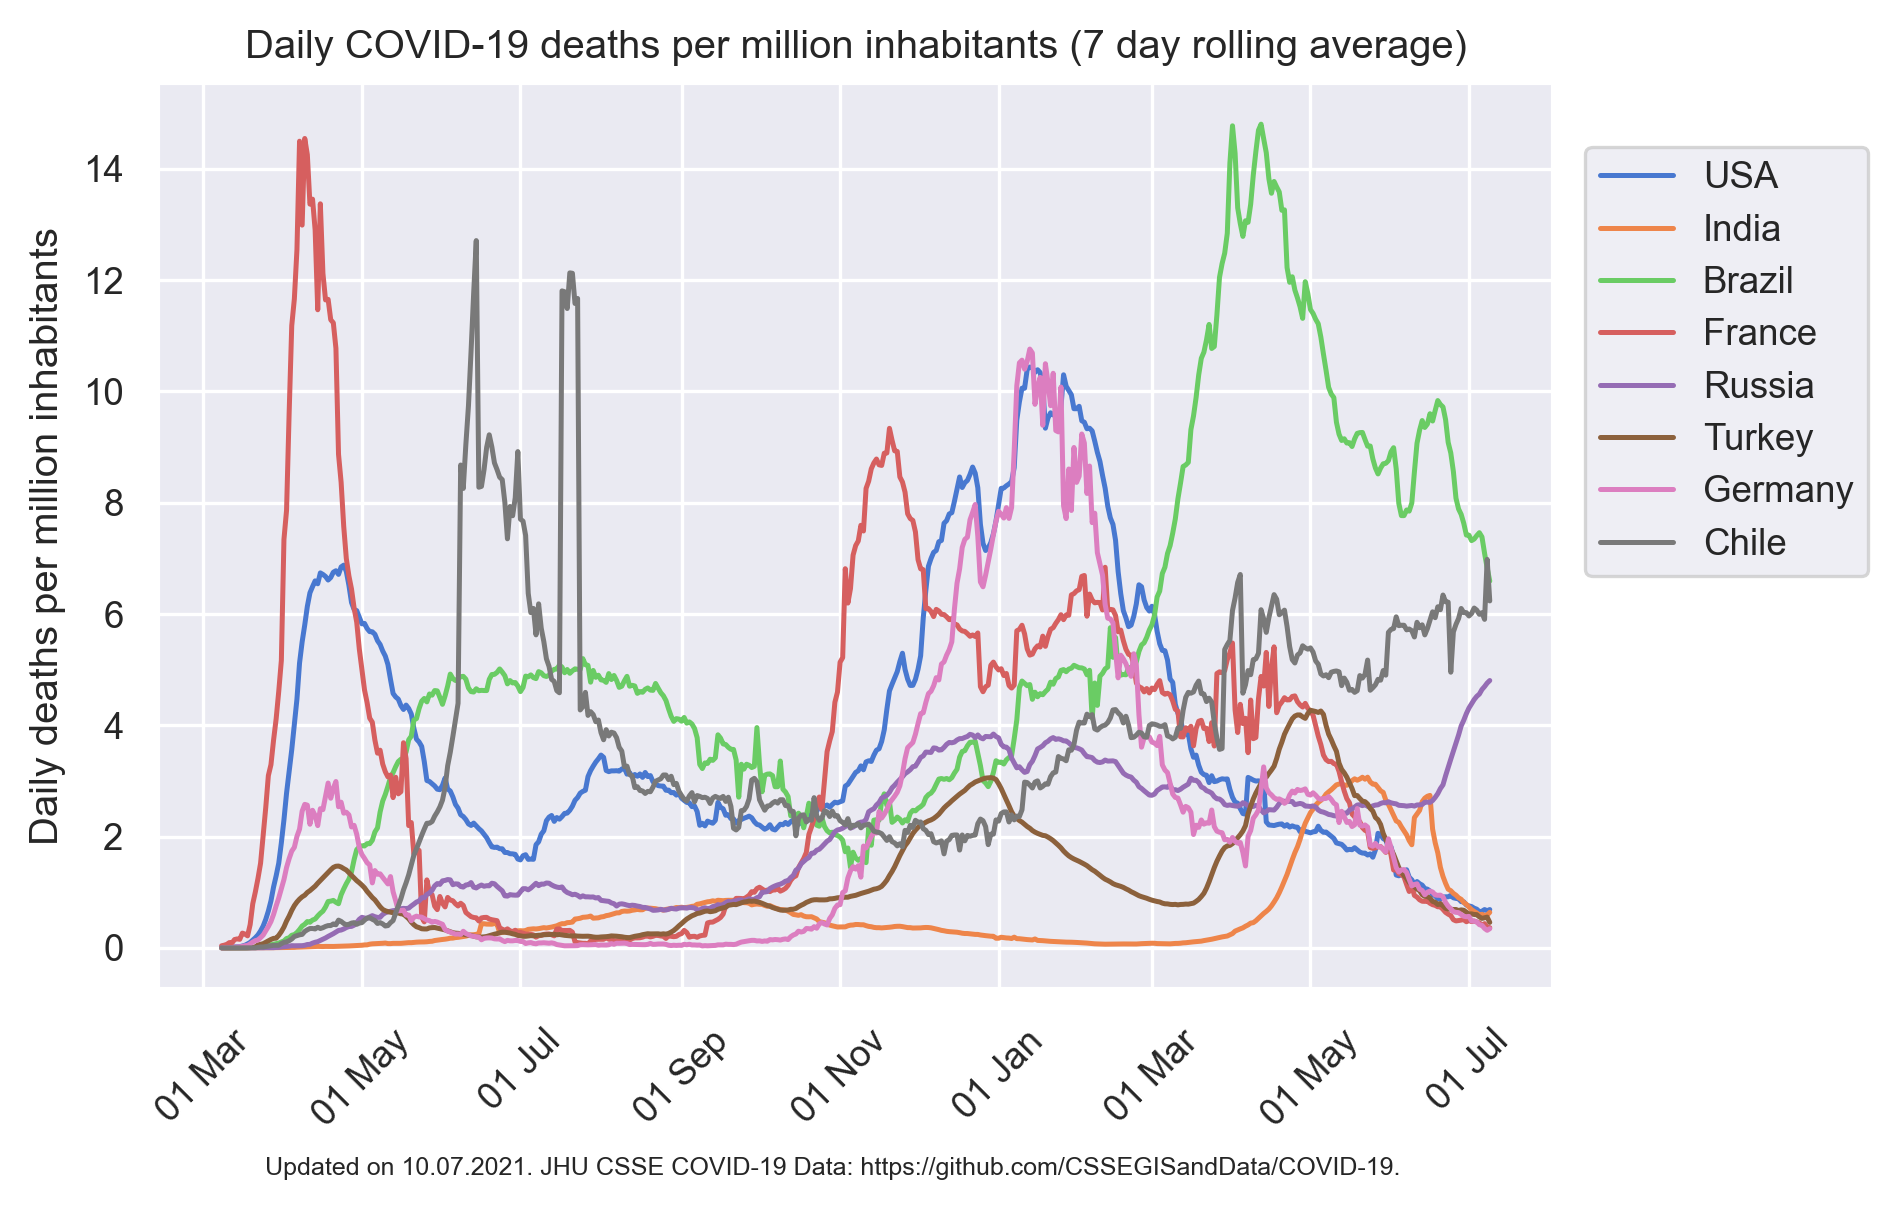 Daily COVID-19 deaths per million inhabitants (7 day rolling average)
Daily deaths per million inhabitants
14
12
10
8
6
4
2
0
01 Mar
01 May
01 Jul
01 Sep
01 Nov
01 Jan
01 Mar
01 May
01 Jul
USA
India
Brazil
France
Russia
Turkey
Germany
Chile
Updated on 10.07.2021. JHU CSSE COVID-19 Data: https://github.com/CSSEGISandData/COVID-19.